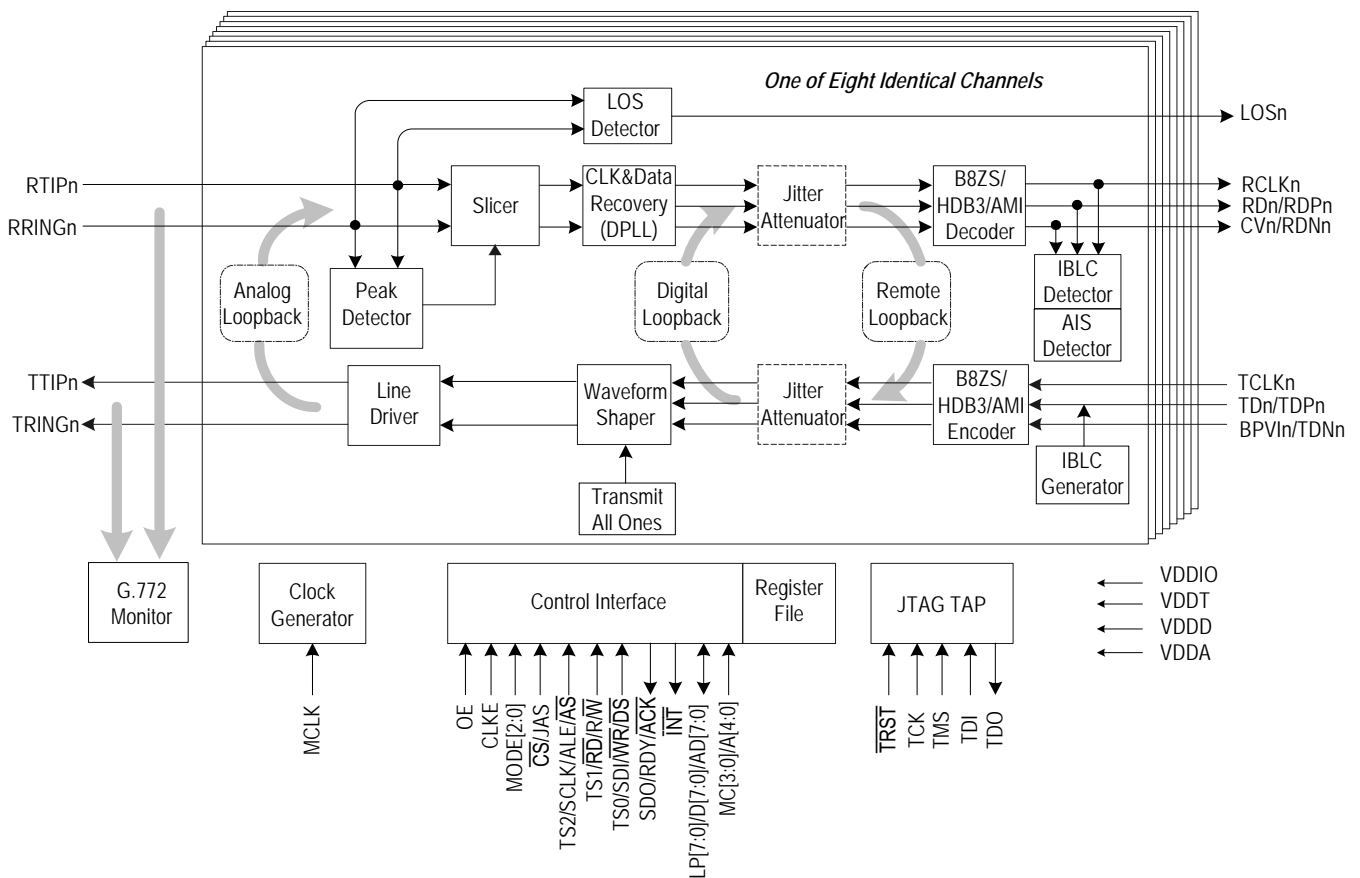 One of Eight Identical Channels
LOS
Detector
LOSn
RTIPn
RRINGn
Slicer
CLK&Data
Recovery
(DPLL)
Jitter
Attenuator
B8ZS/
HDB3/AMI
Decoder
RCLKn
RDn/RDPn
CVn/RDNn
Analog
Loopback
Peak
Detector
Digital
Loopback
Remote
Loopback
IBLC
Detector
AIS
Detector
TTIPn
TRINGn
Line
Driver
Waveform
Shaper
Jitter
Attenuator
B8ZS/
HDB3/AMI
Encoder
TCLKn
TDn/TDPn
BPVIn/TDNn
Transmit
All Ones
IBLC
Generator
G.772
Monitor
Clock
Generator
Control Interface
Register
File
JTAG TAP
VDDIO
VDDT
VDDD
VDDA
MCLK
OE
CLKE
MODE[2:0]
CS/JAS
TS2/SCLK/ALE/AS
TS1/RD/R/W
TS0/SDI/WR/DS
SDO/RDY/ACK
INT
LP[7:0]/D[7:0]/AD[7:0]
MC[3:0]/A[4:0]
TRST
TCK
TMS
TDI
TDO